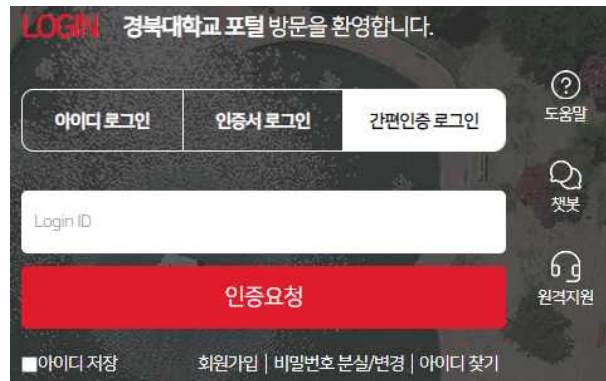 LOGIN 경북대학교 포털 방문을 환영합니다.
아이디 로그인 인증서 로그인 간편인증 로그인
도움말
챗봇
Login ID
인증요청
원격지원
아이디 저장 회원가입 | 비밀번호 분실/변경 | 아이디 찾기